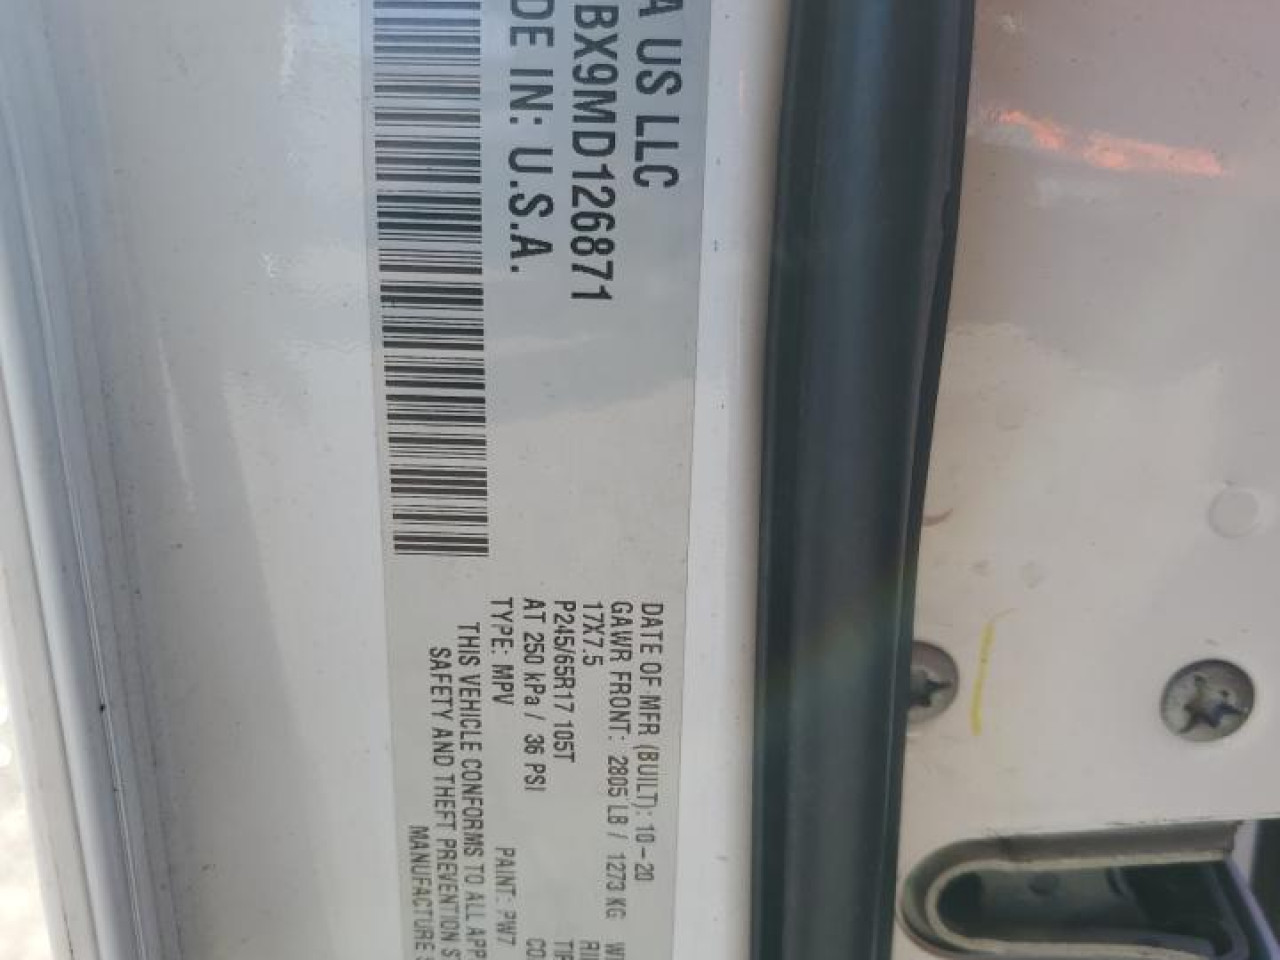 A US LLC
BX9MD126871
DE IN: U.S.A.
DATE OF MFR (BUILT): 10-20
GAWR FRONT: 2805 LB / 1273 KG
17X7.5
P245/65R17 105T
AT 250 kPa / 36 PSI
TYPE: MPV PAINT: PW7
THIS VEHICLE CONFORMS TO ALL APP
SAFETY AND THEFT PREVENTION S
MANUFACTURE